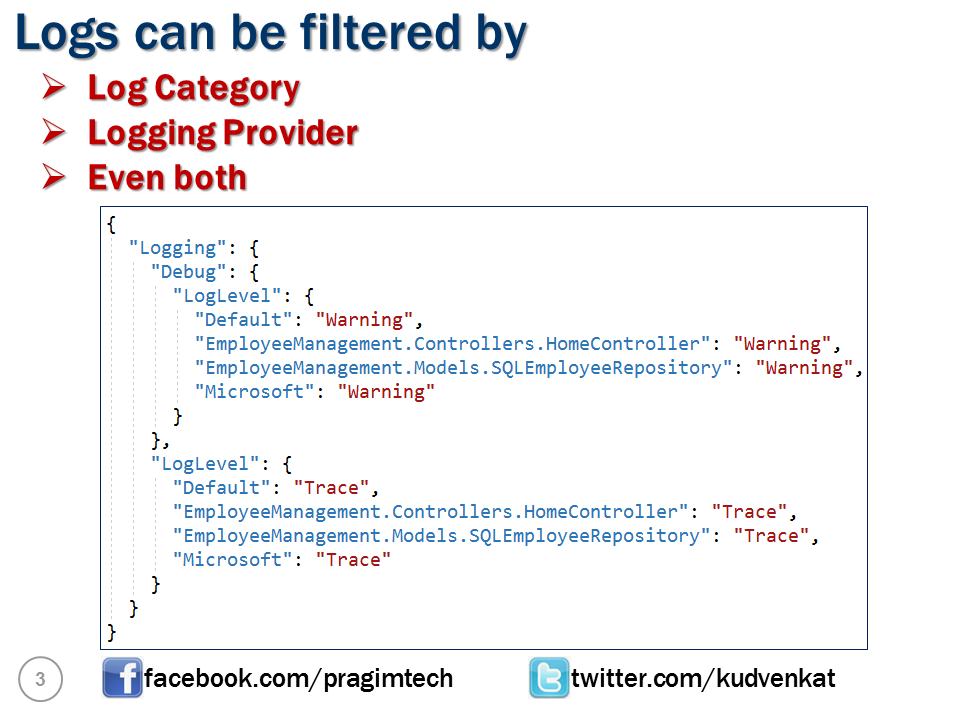 Logs can be filtered by
Log Category
Logging Provider
Even both
{
"Logging": {
"Debug": {
"LogLevel": {
"Default": "Warning",
"EmployeeManagement.Controllers.HomeController": "Warning",
"EmployeeManagement.Models.SQLEmployeeRepository": "Warning",
"Microsoft": "Warning"
}
},
"LogLevel": {
"Default": "Trace",
"EmployeeManagement.Controllers.HomeController": "Trace",
"EmployeeManagement.Models.SQLEmployeeRepository": "Trace",
"Microsoft": "Trace"
}
}
}
3 facebook.com/pragimtech twitter.com/kudvenkat